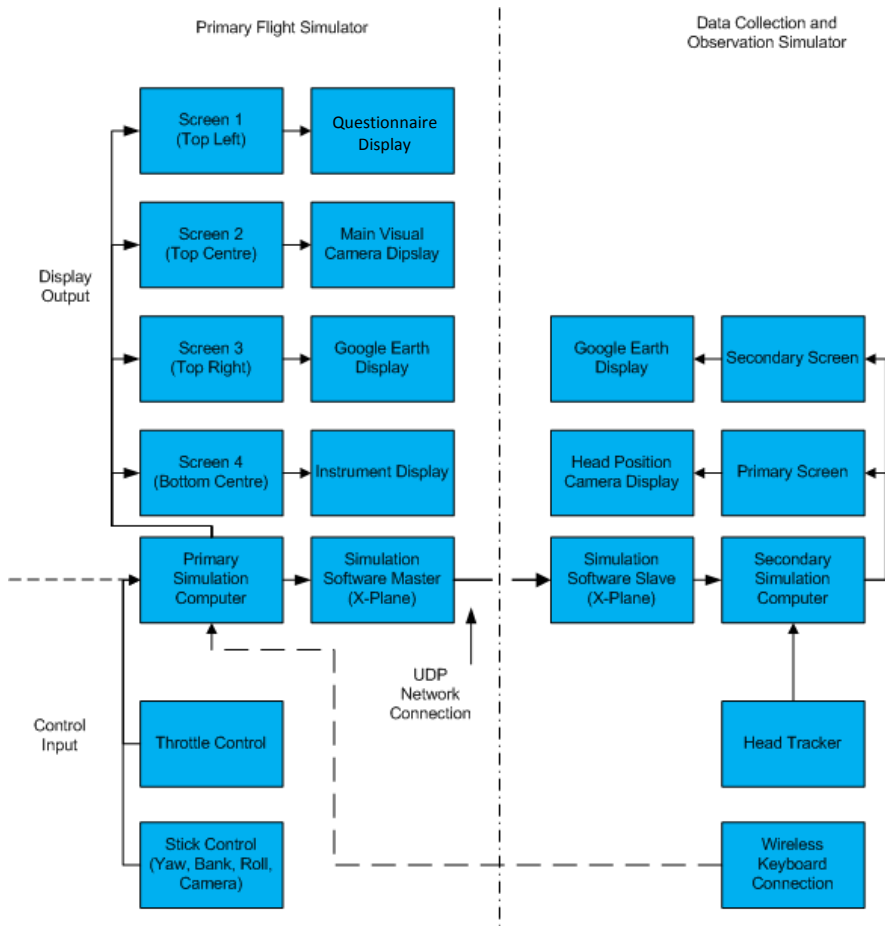 Primary Flight Simulator
Data Collection and
Observation Simulator
Screen 1
(Top Left)
Questionnaire
Display
Screen 2
(Top Centre)
Main Visual
Camera Dipslay
Display
Output
Screen 3
(Top Right)
Google Earth
Display
Google Earth
Display
Secondary Screen
Screen 4
(Bottom Centre)
Instrument Display
Head Position
Camera Display
Primary Screen
Primary
Simulation
Computer
Simulation
Software Master
(X-Plane)
Simulation
Software Slave
(X-Plane)
Secondary
Simulation
Computer
UDP
Network
Connection
Control
Input
Throttle Control
Head Tracker
Stick Control
(Yaw, Bank, Roll,
Camera)
Wireless
Keyboard
Connection